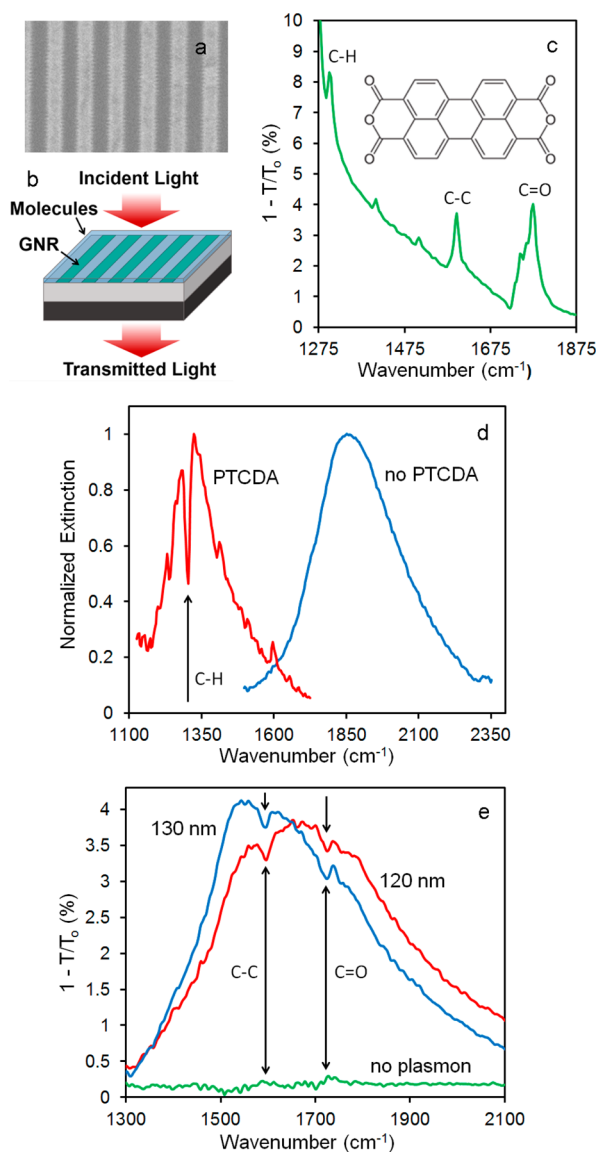 a
b
Incident Light
Molecules
GNR
Transmitted Light
c
10
9
8
7
6
5
4
3
2
1
0
1 - T/To (%)
C-H
O
O
O
O
O
O
C-C
C=O
1275
1475
1675
1875
Wavenumber (cm-1)
d
1
0.8
0.6
0.4
0.2
0
Normalized Extinction
PTCDA
no PTCDA
C-H
1100
1350
1600
1850
2100
2350
Wavenumber (cm-1)
e
4
3.5
3
2.5
2
1.5
1
0.5
0
1 - T/To (%)
130 nm
120 nm
C-C
C=O
no plasmon
1300
1500
1700
1900
2100
Wavenumber (cm-1)